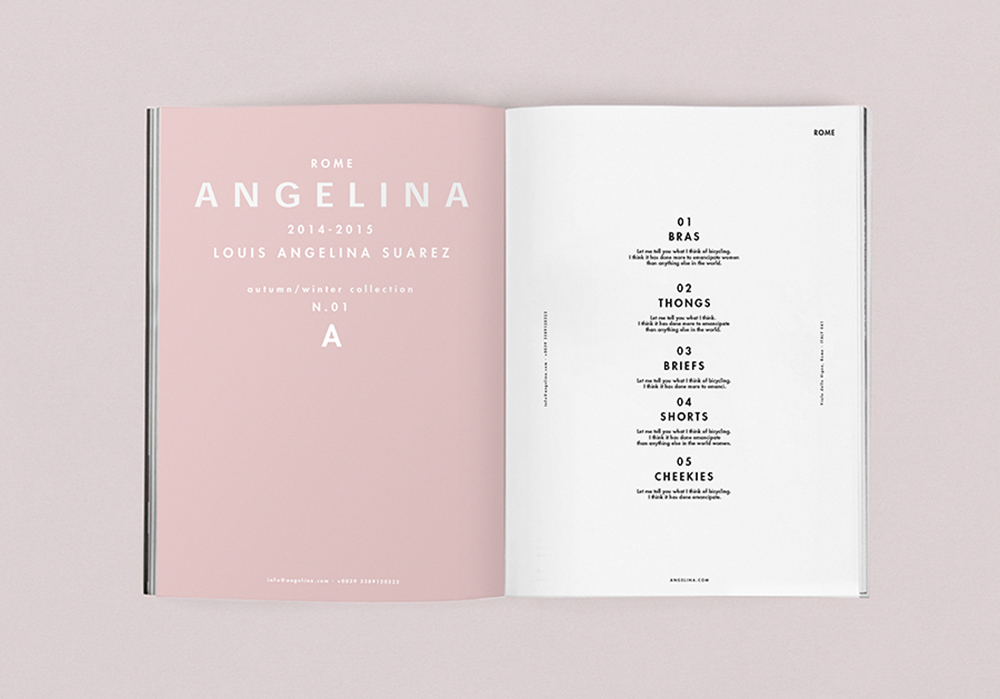 ROME
ANGELINA
2014-2015
LOUIS ANGELINA SUAREZ
autumn/winter collection
N.01
A
info@angelina.com - +0039 3389120325
ROME
01
BRAS
Let me tell you what I think of bicycling.
I think it has done more to emancipate women
than anything else in the world.
02
THONGS
Let me tell you what I think.
I think it has done more to emancipate
than anything else in the world.
03
BRIEFS
Let me tell you what I think of bicycling.
I think it has done more to emanci.
04
SHORTS
Let me tell you what I think of bicycling.
I think it has done emancipate
than anything else in the world women.
05
CHEEKIES
Let me tell you what I think of bicycling.
I think it has done emancipate.
info@angelina.com - +0039 3389120325
Rome - ITALY
ANGELINA.COM